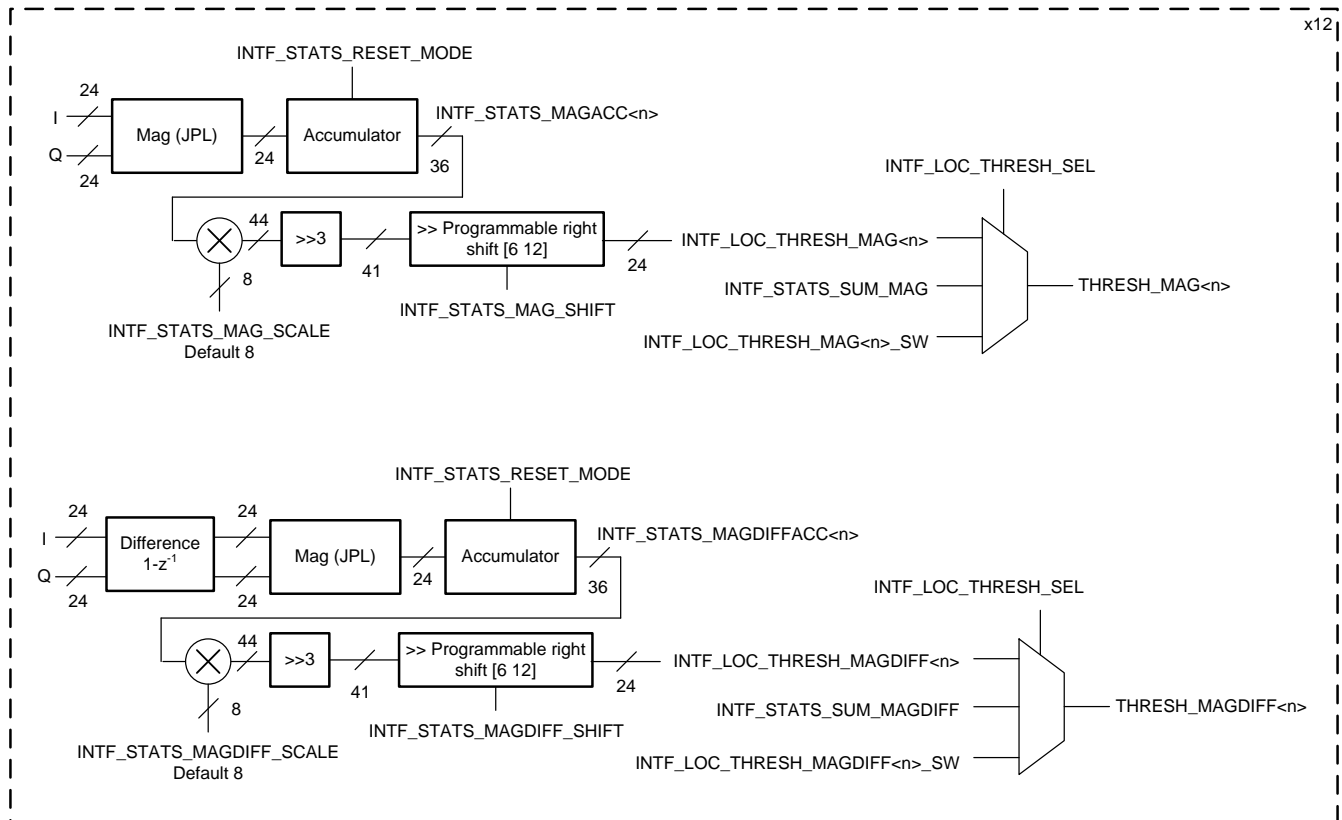 x12
INTF_STATS_RESET_MODE
24
I
Mag (JPL)
24
Accumulator
INTF_STATS_MAGACC<n>
36
Q
24
INTF_LOC_THRESH_SEL
44
>>3
41
>> Programmable right
shift [6 12]
24
INTF_LOC_THRESH_MAG<n>
8
INTF_STATS_MAG_SHIFT
INTF_STATS_SUM_MAG
THRESH_MAG<n>
INTF_STATS_MAG_SCALE
Default 8
INTF_LOC_THRESH_MAG<n>_SW
INTF_STATS_RESET_MODE
24
I
Difference
1-z-1
24
Mag (JPL)
24
Accumulator
INTF_STATS_MAGDIFFACC<n>
36
Q
24
24
INTF_LOC_THRESH_SEL
44
>>3
41
>> Programmable right
shift [6 12]
24
INTF_LOC_THRESH_MAGDIFF<n>
8
INTF_STATS_MAGDIFF_SHIFT
INTF_STATS_SUM_MAGDIFF
THRESH_MAGDIFF<n>
INTF_STATS_MAGDIFF_SCALE
Default 8
INTF_LOC_THRESH_MAGDIFF<n>_SW